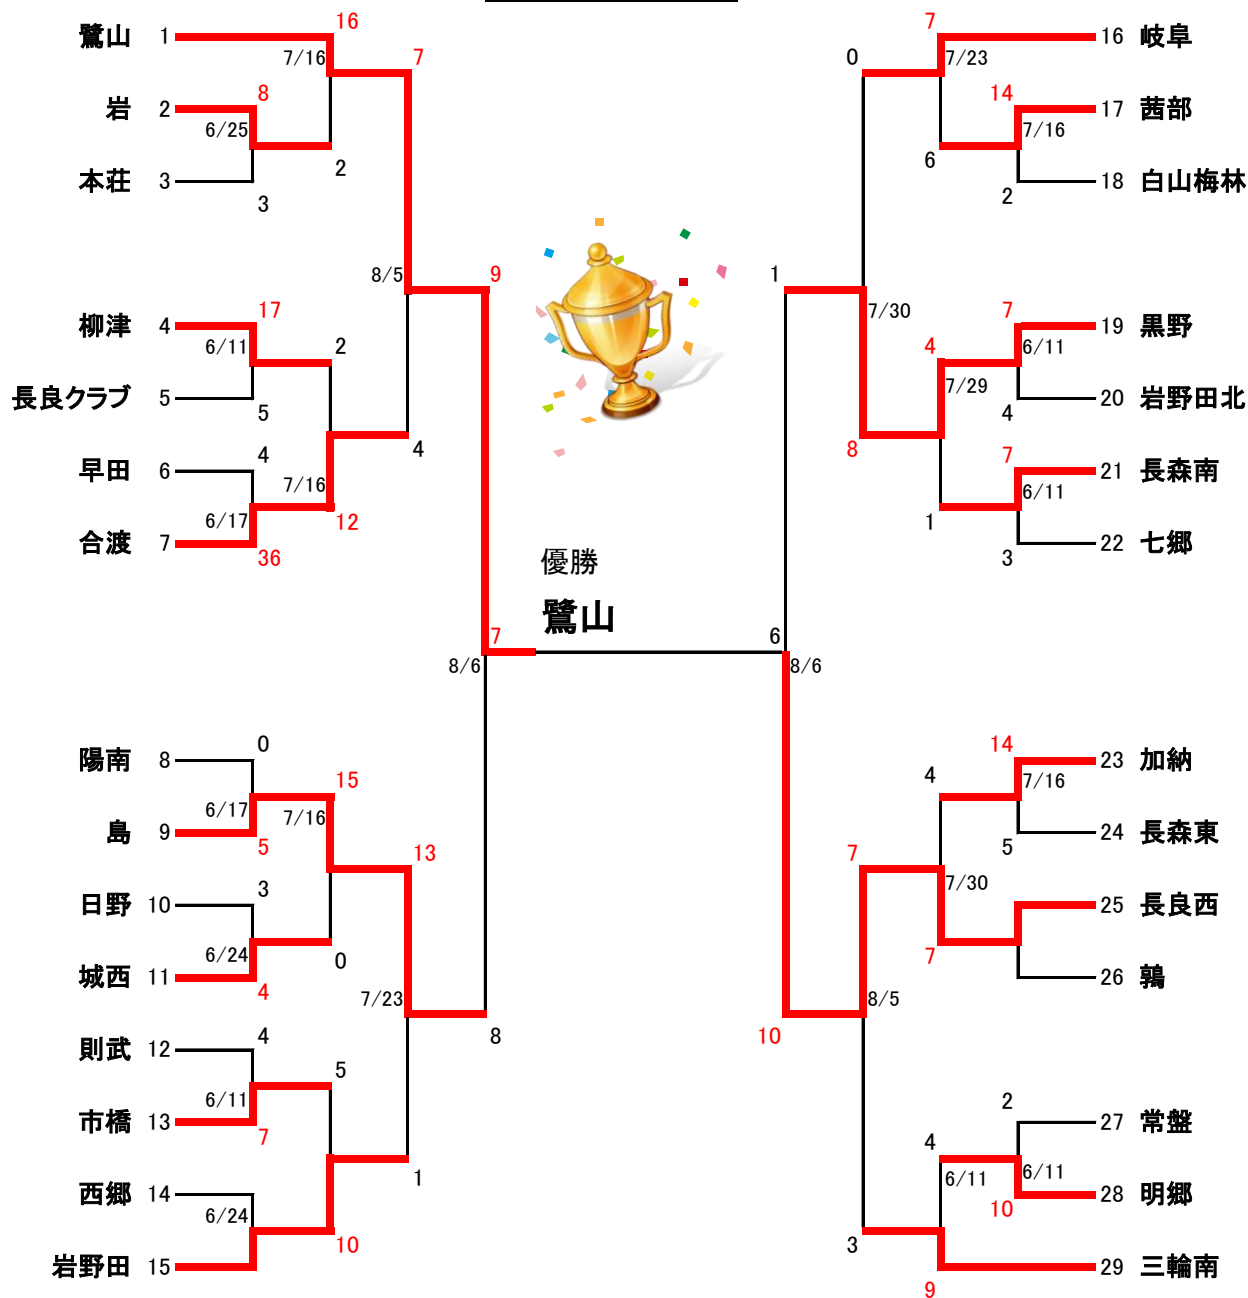 鷺山 1 16 7/16 7
岩 2 8 6/25
本荘 3 3 2
柳津 4 17 6/11 2 8/5 9
長良クラブ 5 5
早田 6 4 7/16 4
合渡 7 6/17 36 12
優勝
鷺山
7 8/6
陽南 8 0
島 9 6/17 5 15 7/16 13
日野 10 3
城西 11 6/24 4 0 7/23
則武 12 4 8
市橋 13 6/11 7 5
西郷 14 6/24 1
岩野田 15 10
0 7 7/23 16 岐阜
14 7/16 17 茜部
6 2 18 白山梅林
1 7/30 4 7/29 7 6/11 19 黒野
4 20 岩野田北
8 7 6/11 21 長森南
1 3 22 七郷
6 8/6
4 14 7/16 23 加納
5 24 長森東
7 7/30 25 長良西
7 26 鶉
10 8/5
2 27 常盤
4 6/11 6/11 10 28 明郷
3 9 29 三輪南